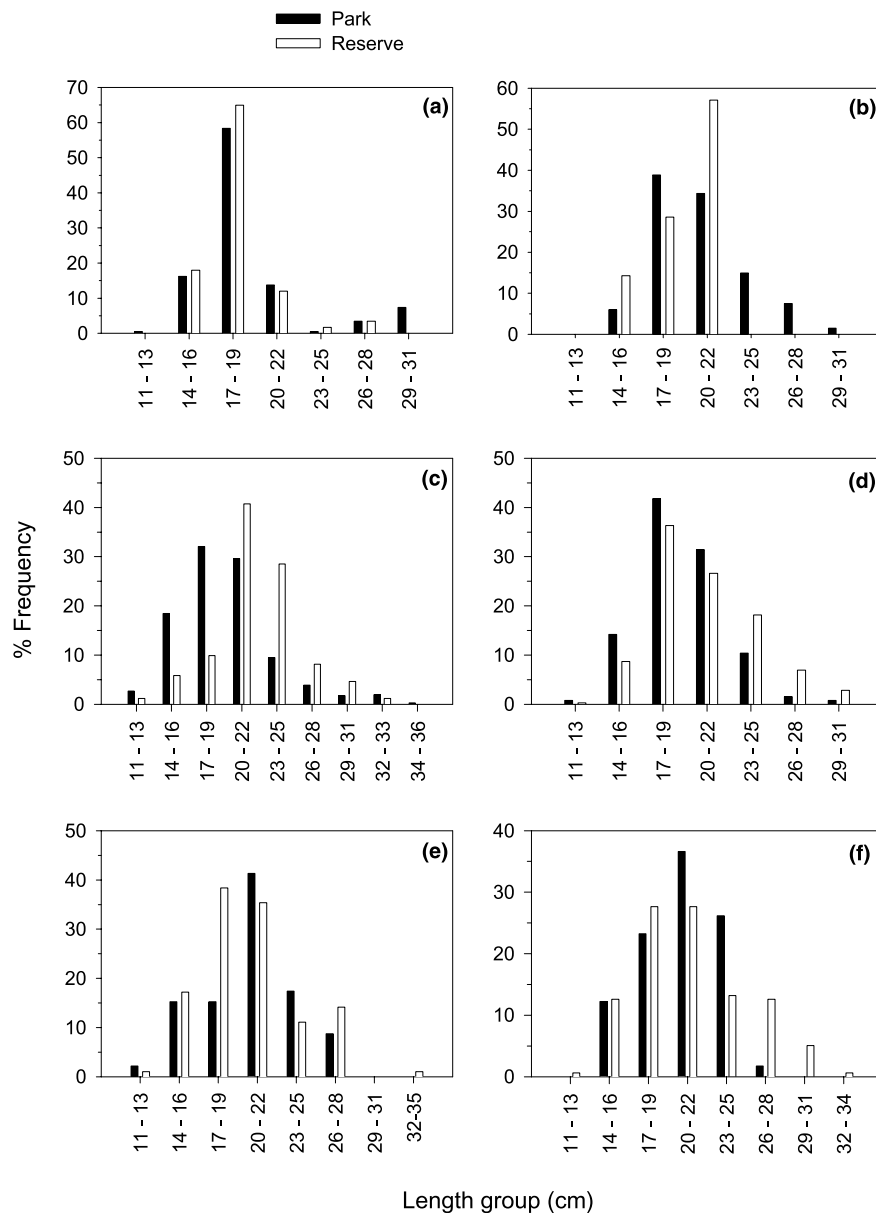 Park
Reserve
(a)
70
60
50
40
30
20
10
0
11 - 13
14 - 16
17 - 19
20 - 22
23 - 25
26 - 28
29 - 31
(b)
60
50
40
30
20
10
0
11 - 13
14 - 16
17 - 19
20 - 22
23 - 25
26 - 28
29 - 31
% Frequency
(c)
50
40
30
20
10
0
11 - 13
14 - 16
17 - 19
20 - 22
23 - 25
26 - 28
29 - 31
32 - 33
34 - 36
(d)
50
40
30
20
10
0
11 - 13
14 - 16
17 - 19
20 - 22
23 - 25
26 - 28
29 - 31
(e)
50
40
30
20
10
0
11 - 13
14 - 16
17 - 19
20 - 22
23 - 25
26 - 28
29 - 31
32-35
(f)
40
30
20
10
0
11 - 13
14 - 16
17 - 19
20 - 22
23 - 25
26 - 28
29 - 31
32 - 34
Length group (cm)